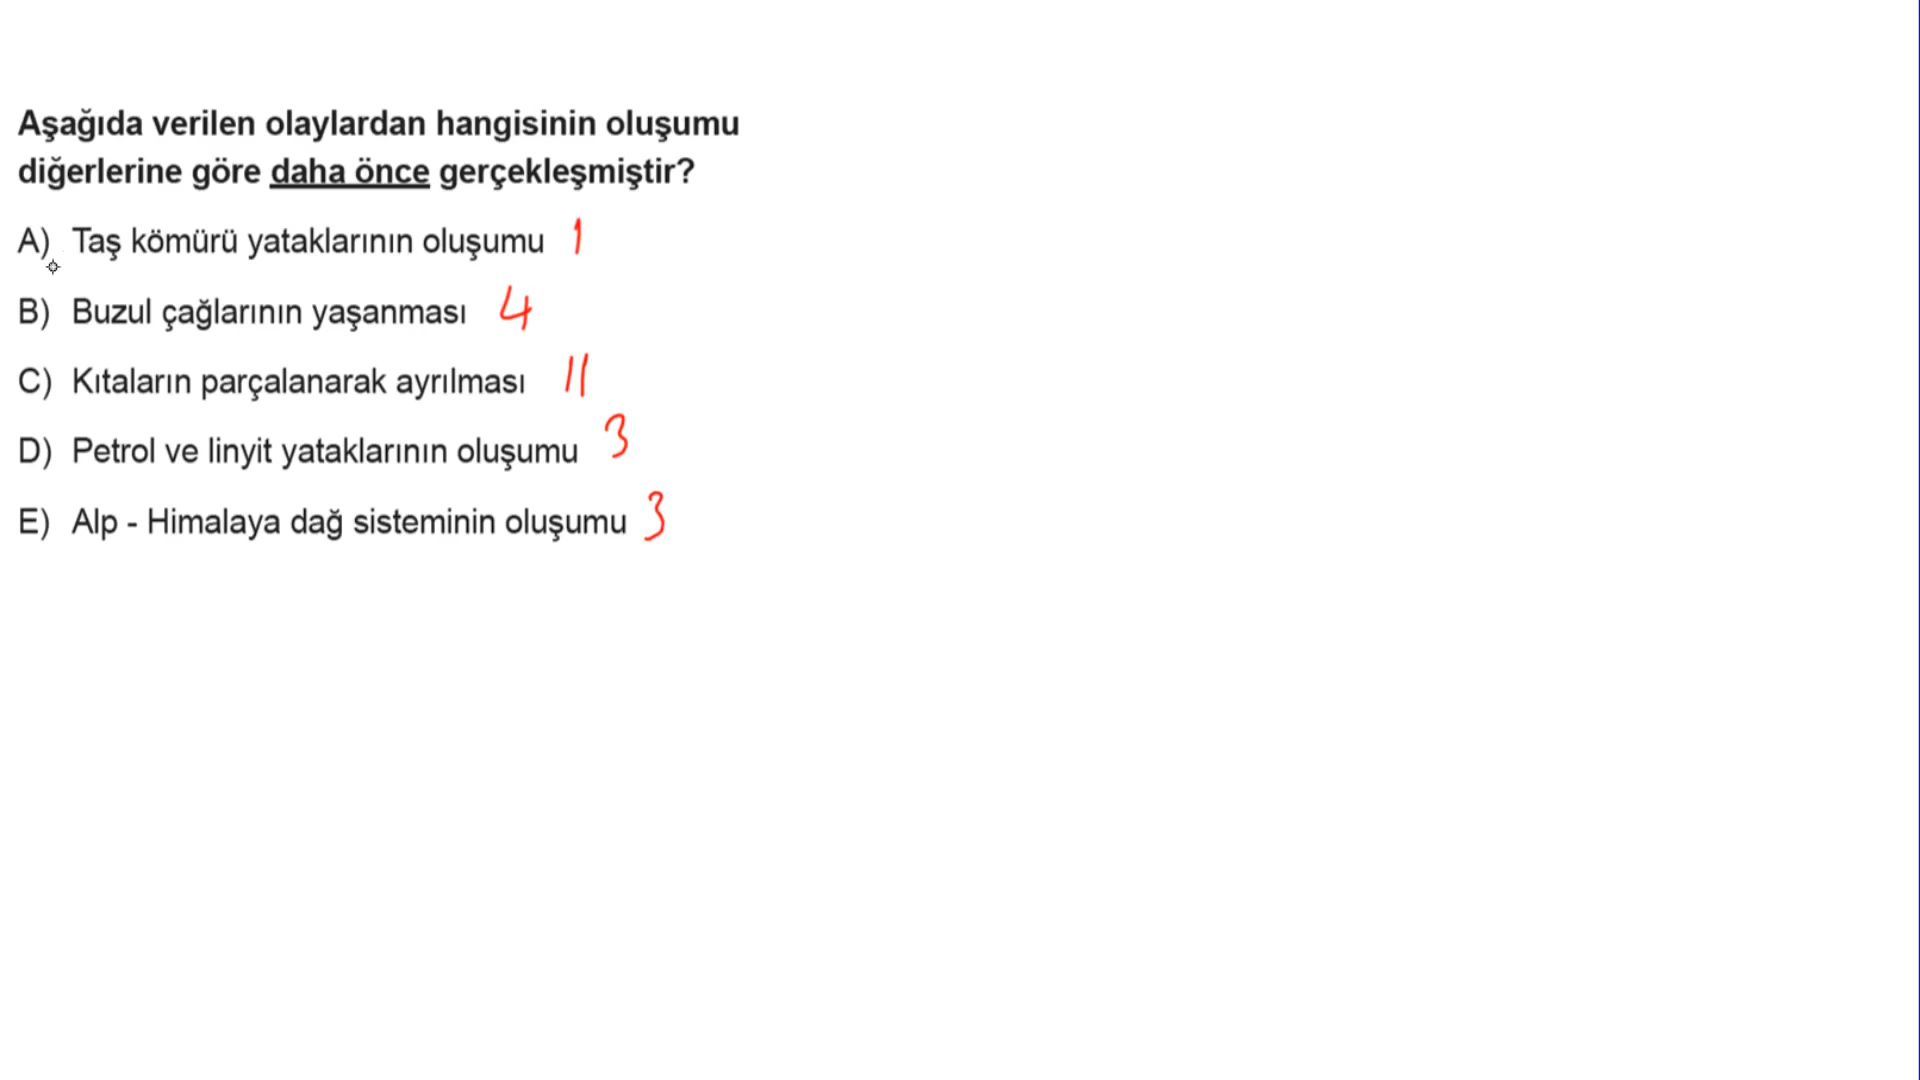 Aşağıda verilen olaylardan hangisinin oluşumu
diğerlerine göre daha önce gerçekleşmiştir?
A) Taş kömürü yataklarının oluşumu 1
B) Buzul çağlarının yaşanması 4
C) Kıtaların parçalanarak ayrılması 11
D) Petrol ve linyit yataklarının oluşumu 3
E) Alp - Himalaya dağ sisteminin oluşumu 3